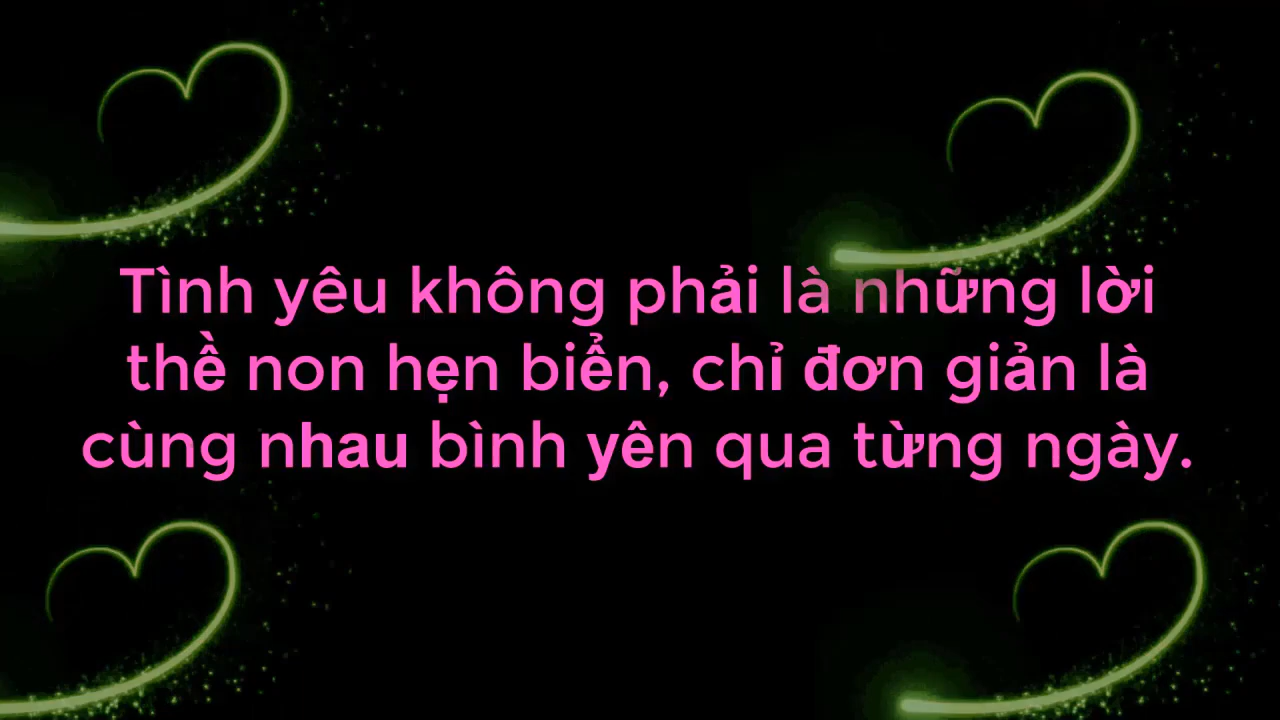 Tình yêu không phải là những lời
thề non hẹn biển, chỉ đơn giản là
cùng nhau bình yên qua từng ngày.